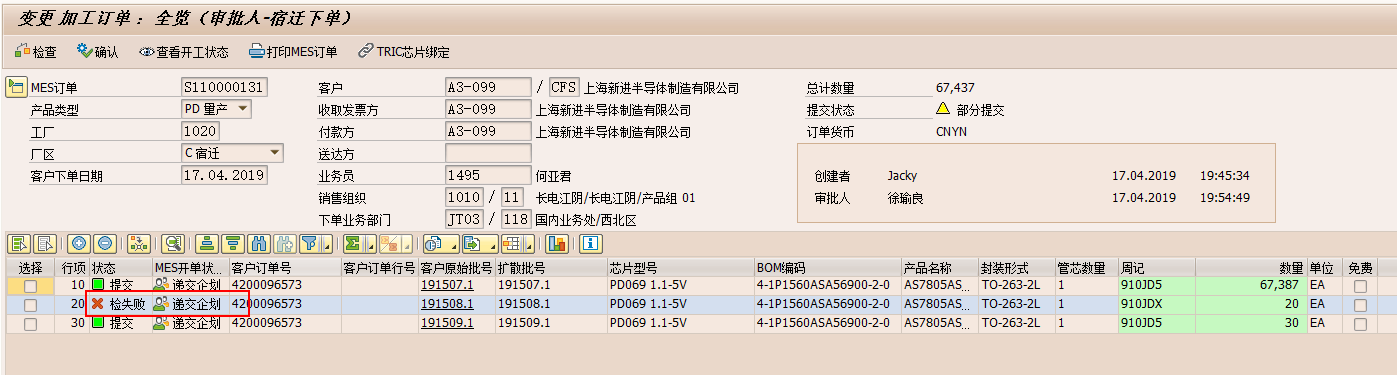 变更 加工订单：全览（审批人-宿迁下单）
检查 确认 查看开工状态 打印MES订单 TRIC芯片绑定
MES订单 S110000131 客户 A3-099 / CFS 上海新进半导体制造有限公司 总计数量 67,437
产品类型 PD 量产 收取发票方 A3-099 上海新进半导体制造有限公司 提交状态 部分提交
工厂 1020 付款方 A3-099 上海新进半导体制造有限公司 订单货币 CNYN
厂区 C 宿迁 送达方
客户下单日期 17.04.2019 业务员 1495 何亚君 创建者 Jacky 17.04.2019 19:45:34
销售组织 1010 / 11 长电江阴/长电江阴/产品组 01 审批人 徐瑜良 17.04.2019 19:54:49
下单业务部门 JT03 / 118 国内业务处/西北区
选择 行项 状态 MES开单状... 客户订单号 客户订单行号 客户原始批号 扩散批号 芯片型号 BOM编码 产品名称 封装形式 管芯数量 周记 数量 单位 免费
10 提交 递交企划 4200096573 191507.1 191507.1 PD069 1.1-5V 4-1P1560ASA56900-2-0 AS7805AS... TO-263-2L 1 910JD5 67,387 EA
20 检失败 递交企划 4200096573 191508.1 191508.1 PD069 1.1-5V 4-1P1560ASA56900-2-0 AS7805AS... TO-263-2L 1 910JDX 20 EA
30 提交 递交企划 4200096573 191509.1 191509.1 PD069 1.1-5V 4-1P1560ASA56900-2-0 AS7805AS... TO-263-2L 1 910JD5 30 EA